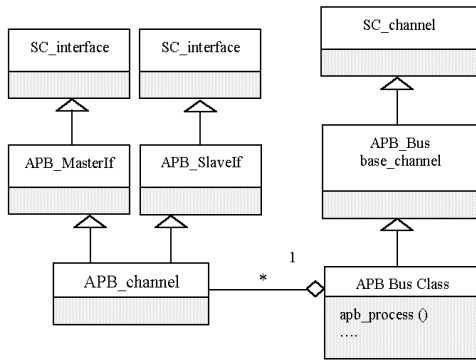 SC_interface
SC_interface
SC_channel
APB_MasterIf
APB_SlaveIf
APB_Bus
base_channel
APB_channel
*
1
APB Bus Class
apb_process ()
....